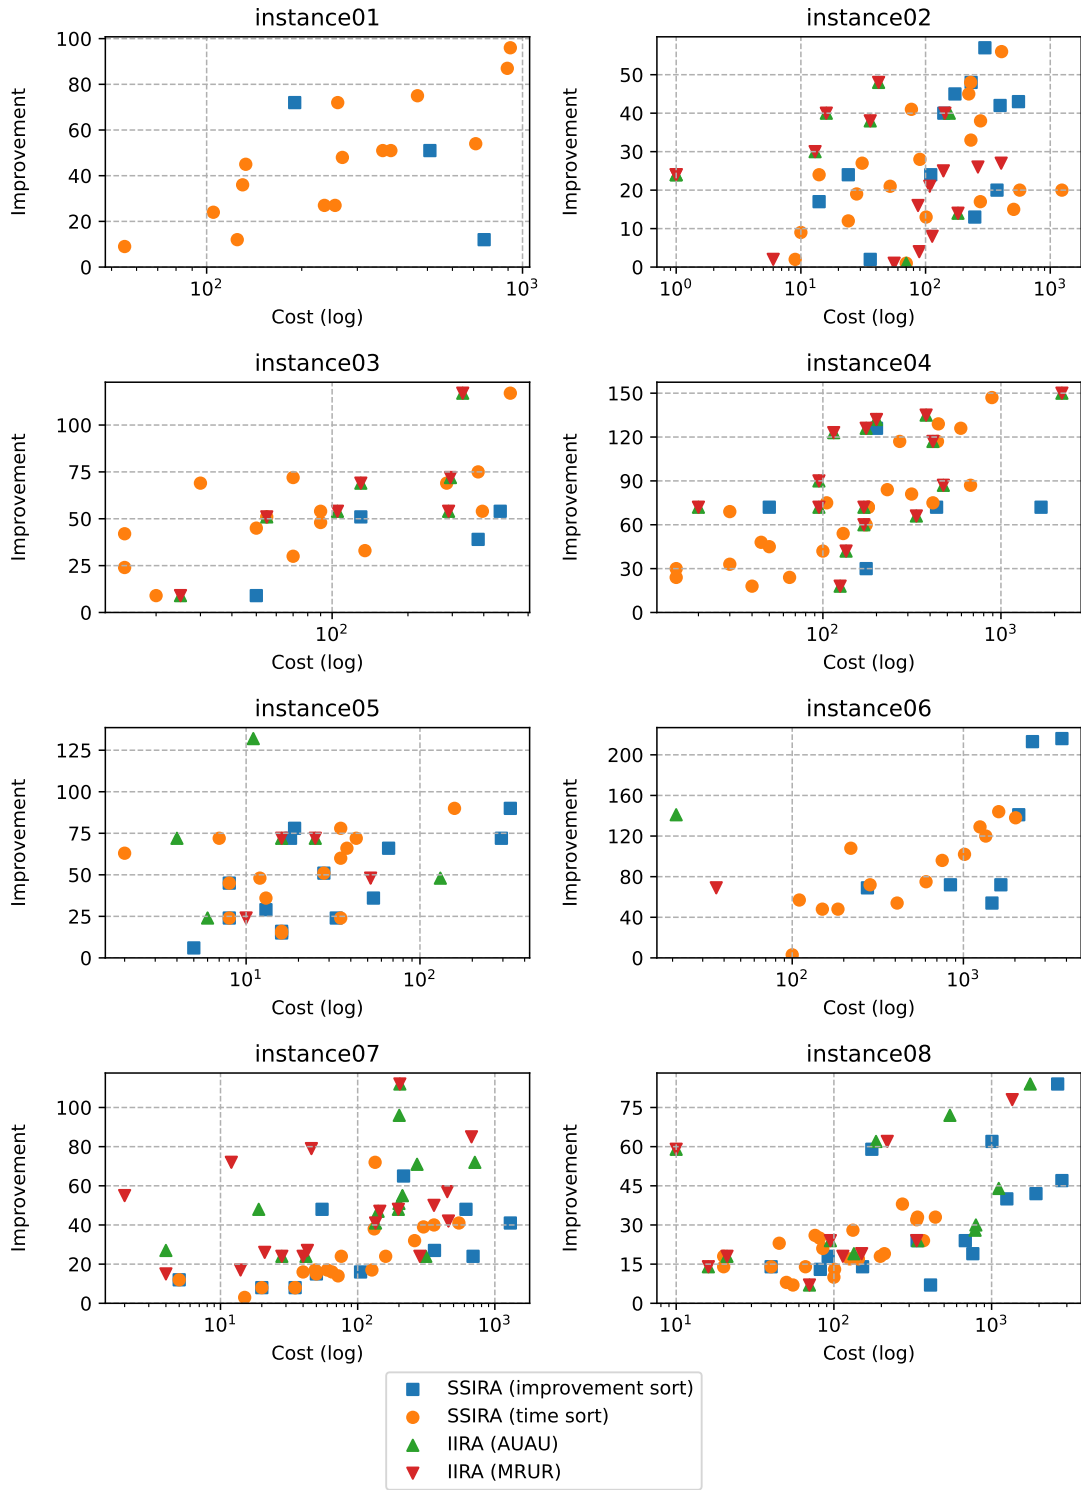 instance01
Improvement
100
80
60
40
20
0
10^2
10^3
Cost (log)
instance02
Improvement
50
40
30
20
10
0
10^0
10^1
10^2
10^3
Cost (log)
instance03
Improvement
100
75
50
25
0
10^2
Cost (log)
instance04
Improvement
150
120
90
60
30
0
10^2
10^3
Cost (log)
instance05
Improvement
125
100
75
50
25
0
10^1
10^2
Cost (log)
instance06
Improvement
200
160
120
80
40
0
10^2
10^3
Cost (log)
instance07
Improvement
100
80
60
40
20
0
10^1
10^2
10^3
Cost (log)
instance08
Improvement
75
60
45
30
15
0
10^1
10^2
10^3
Cost (log)
SSIRA (improvement sort)
SSIRA (time sort)
IIRA (AUAU)
IIRA (MRUR)